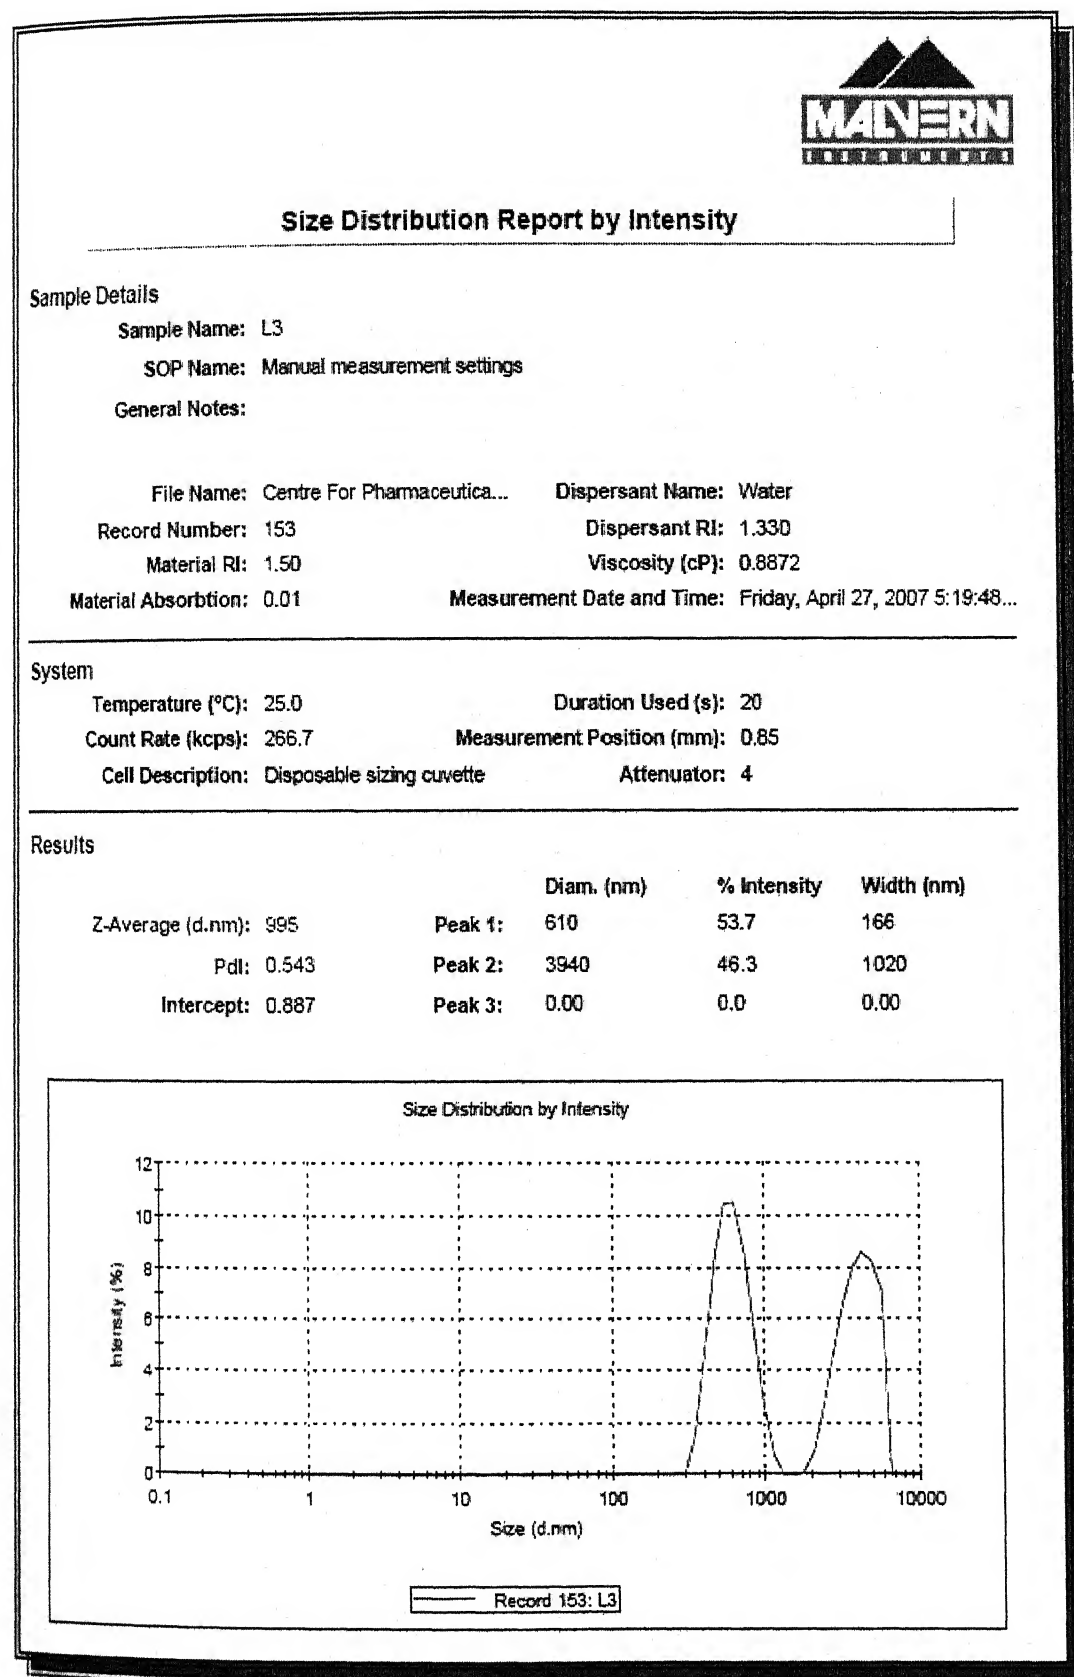 MALVERN
INSTRUMENTS
Size Distribution Report by Intensity
Sample Details
Sample Name: L3
SOP Name: Manual measurement settings
General Notes:
File Name: Centre For Pharmaceutica... Dispersant Name: Water
Record Number: 153 Dispersant RI: 1.330
Material RI: 1.50 Viscosity (cP): 0.8872
Material Absorbtion: 0.01 Measurement Date and Time: Friday, April 27, 2007 5:19:48...
System
Temperature (ºC): 25.0 Duration Used (s): 20
Count Rate (kcps): 266.7 Measurement Position (mm): 0.85
Cell Description: Disposable sizing cuvette Attenuator: 4
Results
Diam. (nm) % Intensity Width (nm)
Z-Average (d.nm): 995 Peak 1: 610 53.7 166
PdI: 0.543 Peak 2: 3940 46.3 1020
Intercept: 0.887 Peak 3: 0.00 0.0 0.00
Size Distribution by Intensity
12
10
8
6
4
2
0
Intensity (%)
0.1 1 10 100 1000 10000
Size (d.nm)
Record 153: L3